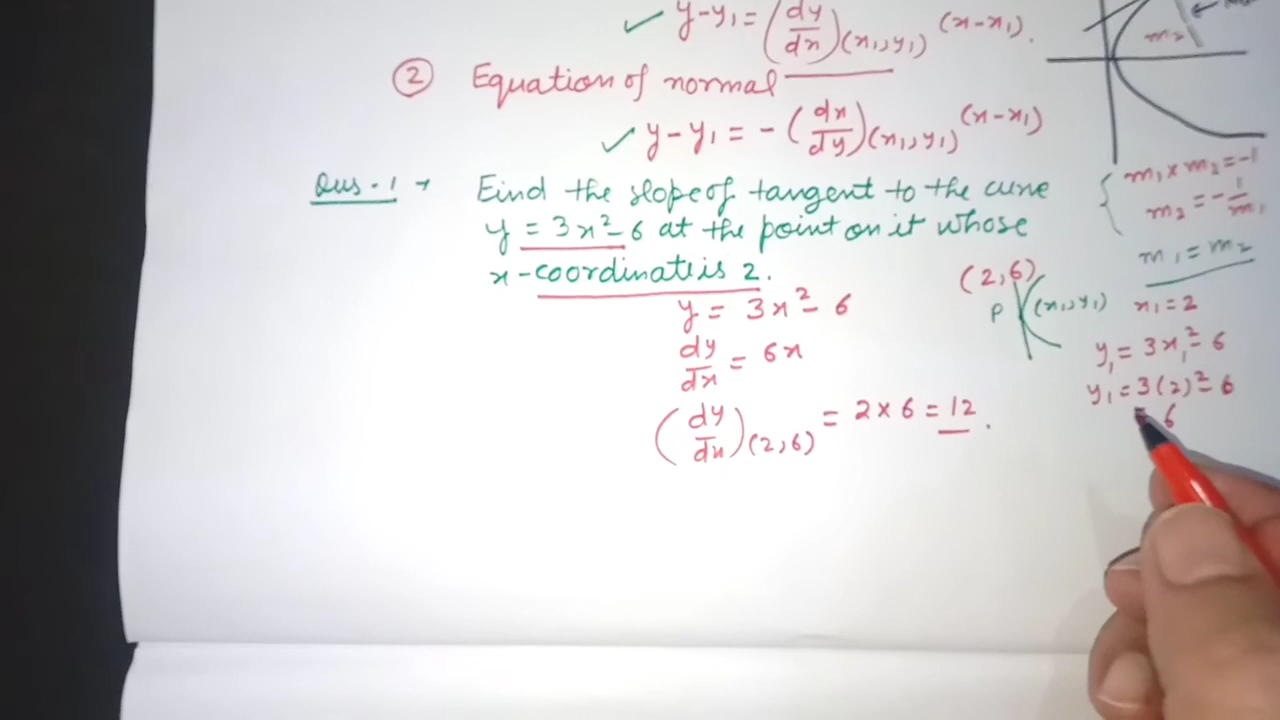 y-y₁ = (dy/dx)(x₁,y₁) (x-x₁).
② Equation of normal
y-y₁ = -(dx/dy)(x₁,y₁) (x-x₁)
Qus-1 → Find the slope of tangent to the curve
y = 3x²-6 at the point on it whose
x-coordinate is 2.
y = 3x²-6
dy/dx = 6x
(dy/dx)(2,6) = 2×6 = 12.
m₂
m₁ × m₂ = -1
m₂ = -1/m₁
m₁ = m₂
(2,6)
P (x₁,y₁)
x₁ = 2
y₁ = 3x₁²-6
y₁ = 3(2)²-6
= 6